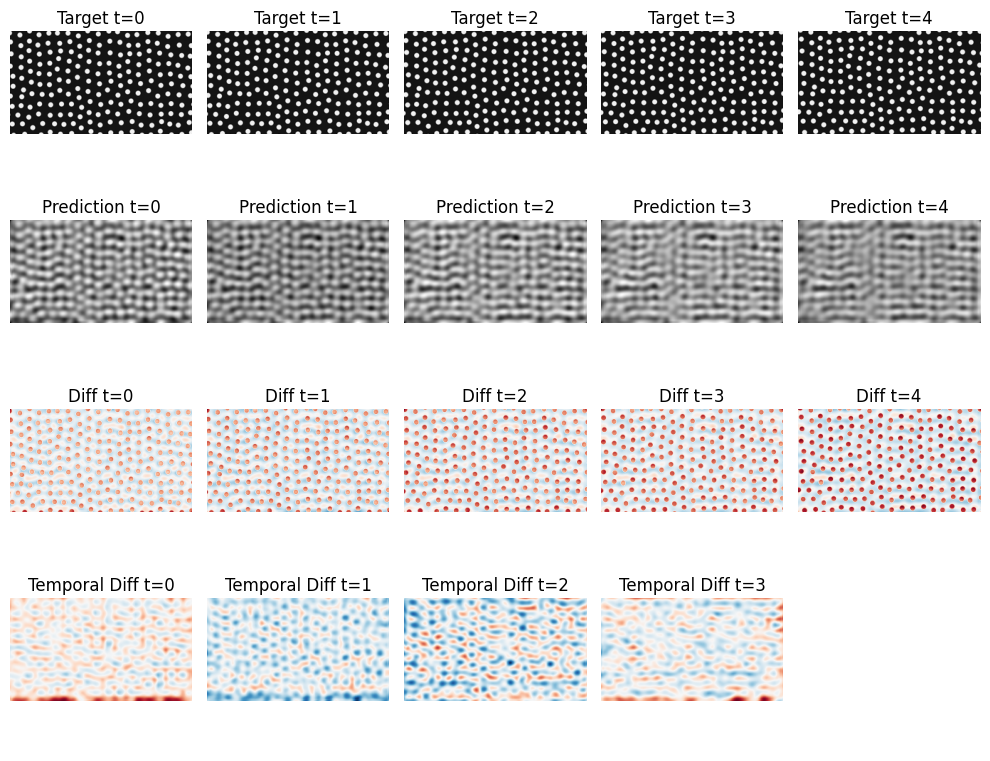 Target t=0 Target t=1 Target t=2 Target t=3 Target t=4
Prediction t=0 Prediction t=1 Prediction t=2 Prediction t=3 Prediction t=4
Diff t=0 Diff t=1 Diff t=2 Diff t=3 Diff t=4
Temporal Diff t=0 Temporal Diff t=1 Temporal Diff t=2 Temporal Diff t=3